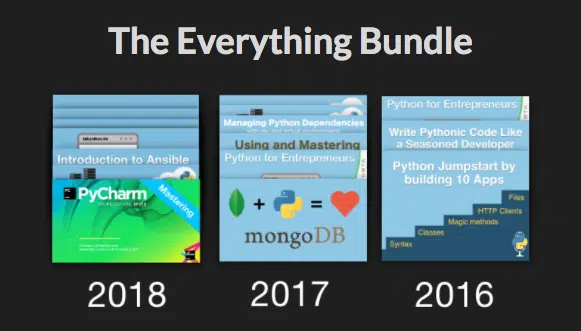 The Everything Bundle
Introduction to Ansible
PyCharm
Mastering
2018
Managing Python Dependencies
Using and Mastering
Python for Entrepreneurs
+ =
mongoDB
2017
Python for Entrepreneurs
Write Pythonic Code Like
a Seasoned Developer
Python Jumpstart by
building 10 Apps
Files
HTTP Clients
Magic methods
Classes
Syntax
2016